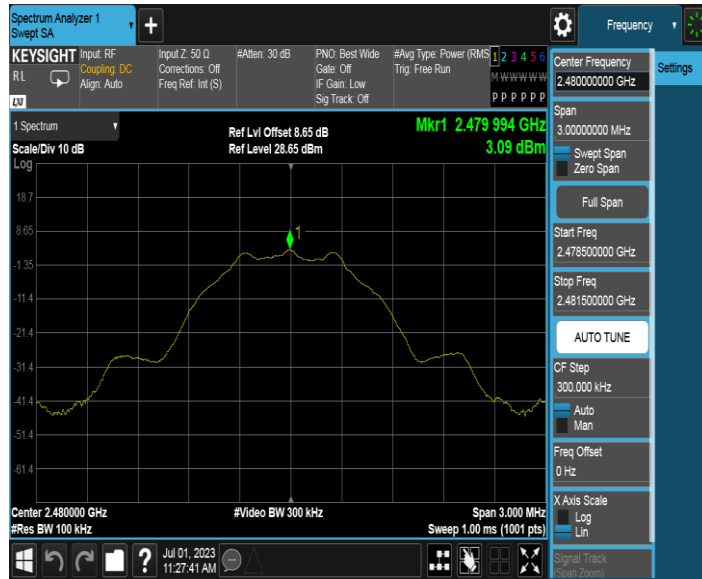 Spectrum Analyzer 1
Swept SA
+
Frequency
Settings
KEYSIGHT
RL
LXI
Input: RF
Coupling: DC
Align: Auto
Input Z: 50 Ω
Corrections: Off
Freq Ref: Int (S)
#Atten: 30 dB
PNO: Best Wide
Gate: Off
IF Gain: Low
Sig Track: Off
#Avg Type: Power (RMS
Trig: Free Run
1 2 3 4 5 6
M W W W W W
P P P P P P
1 Spectrum
Scale/Div 10 dB
Log
Ref Lvl Offset 8.65 dB
Ref Level 28.65 dBm
Mkr1 2.479 994 GHz
3.09 dBm
18.7
8.65
-1.35
-11.4
-21.4
-31.4
-41.4
-51.4
-61.4
1
Center 2.480000 GHz
#Res BW 100 kHz
#Video BW 300 kHz
Span 3.000 MHz
Sweep 1.00 ms (1001 pts)
?
Jul 01, 2023
11:27:41 AM
Center Frequency
2.480000000 GHz
Span
3.00000000 MHz
Swept Span
Zero Span
Full Span
Start Freq
2.478500000 GHz
Stop Freq
2.481500000 GHz
AUTO TUNE
CF Step
300.000 kHz
Auto
Man
Freq Offset
0 Hz
X Axis Scale
Log
Lin
Signal Track
(Span Zoom)